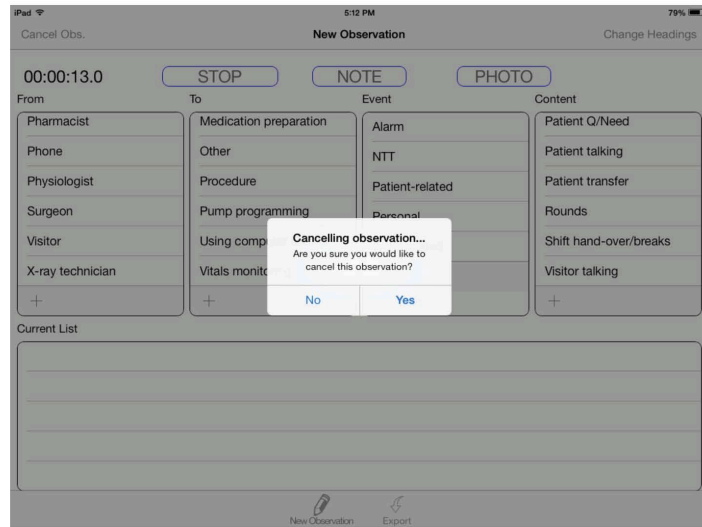 iPad 5:12 PM 79%
Cancel Obs. New Observation Change Headings
00:00:13.0 STOP NOTE PHOTO
From To Event Content
Pharmacist Medication preparation Alarm Patient Q/Need
Phone Other NTT Patient talking
Physiologist Procedure Patient-related Patient transfer
Surgeon Pump programming Personal Rounds
Visitor Using Shift hand-over/breaks
X-ray technician Vitals Visitor talking
+ + +
Cancelling observation...
Are you sure you would like to
cancel this observation?
No Yes
Current List
New Observation Export